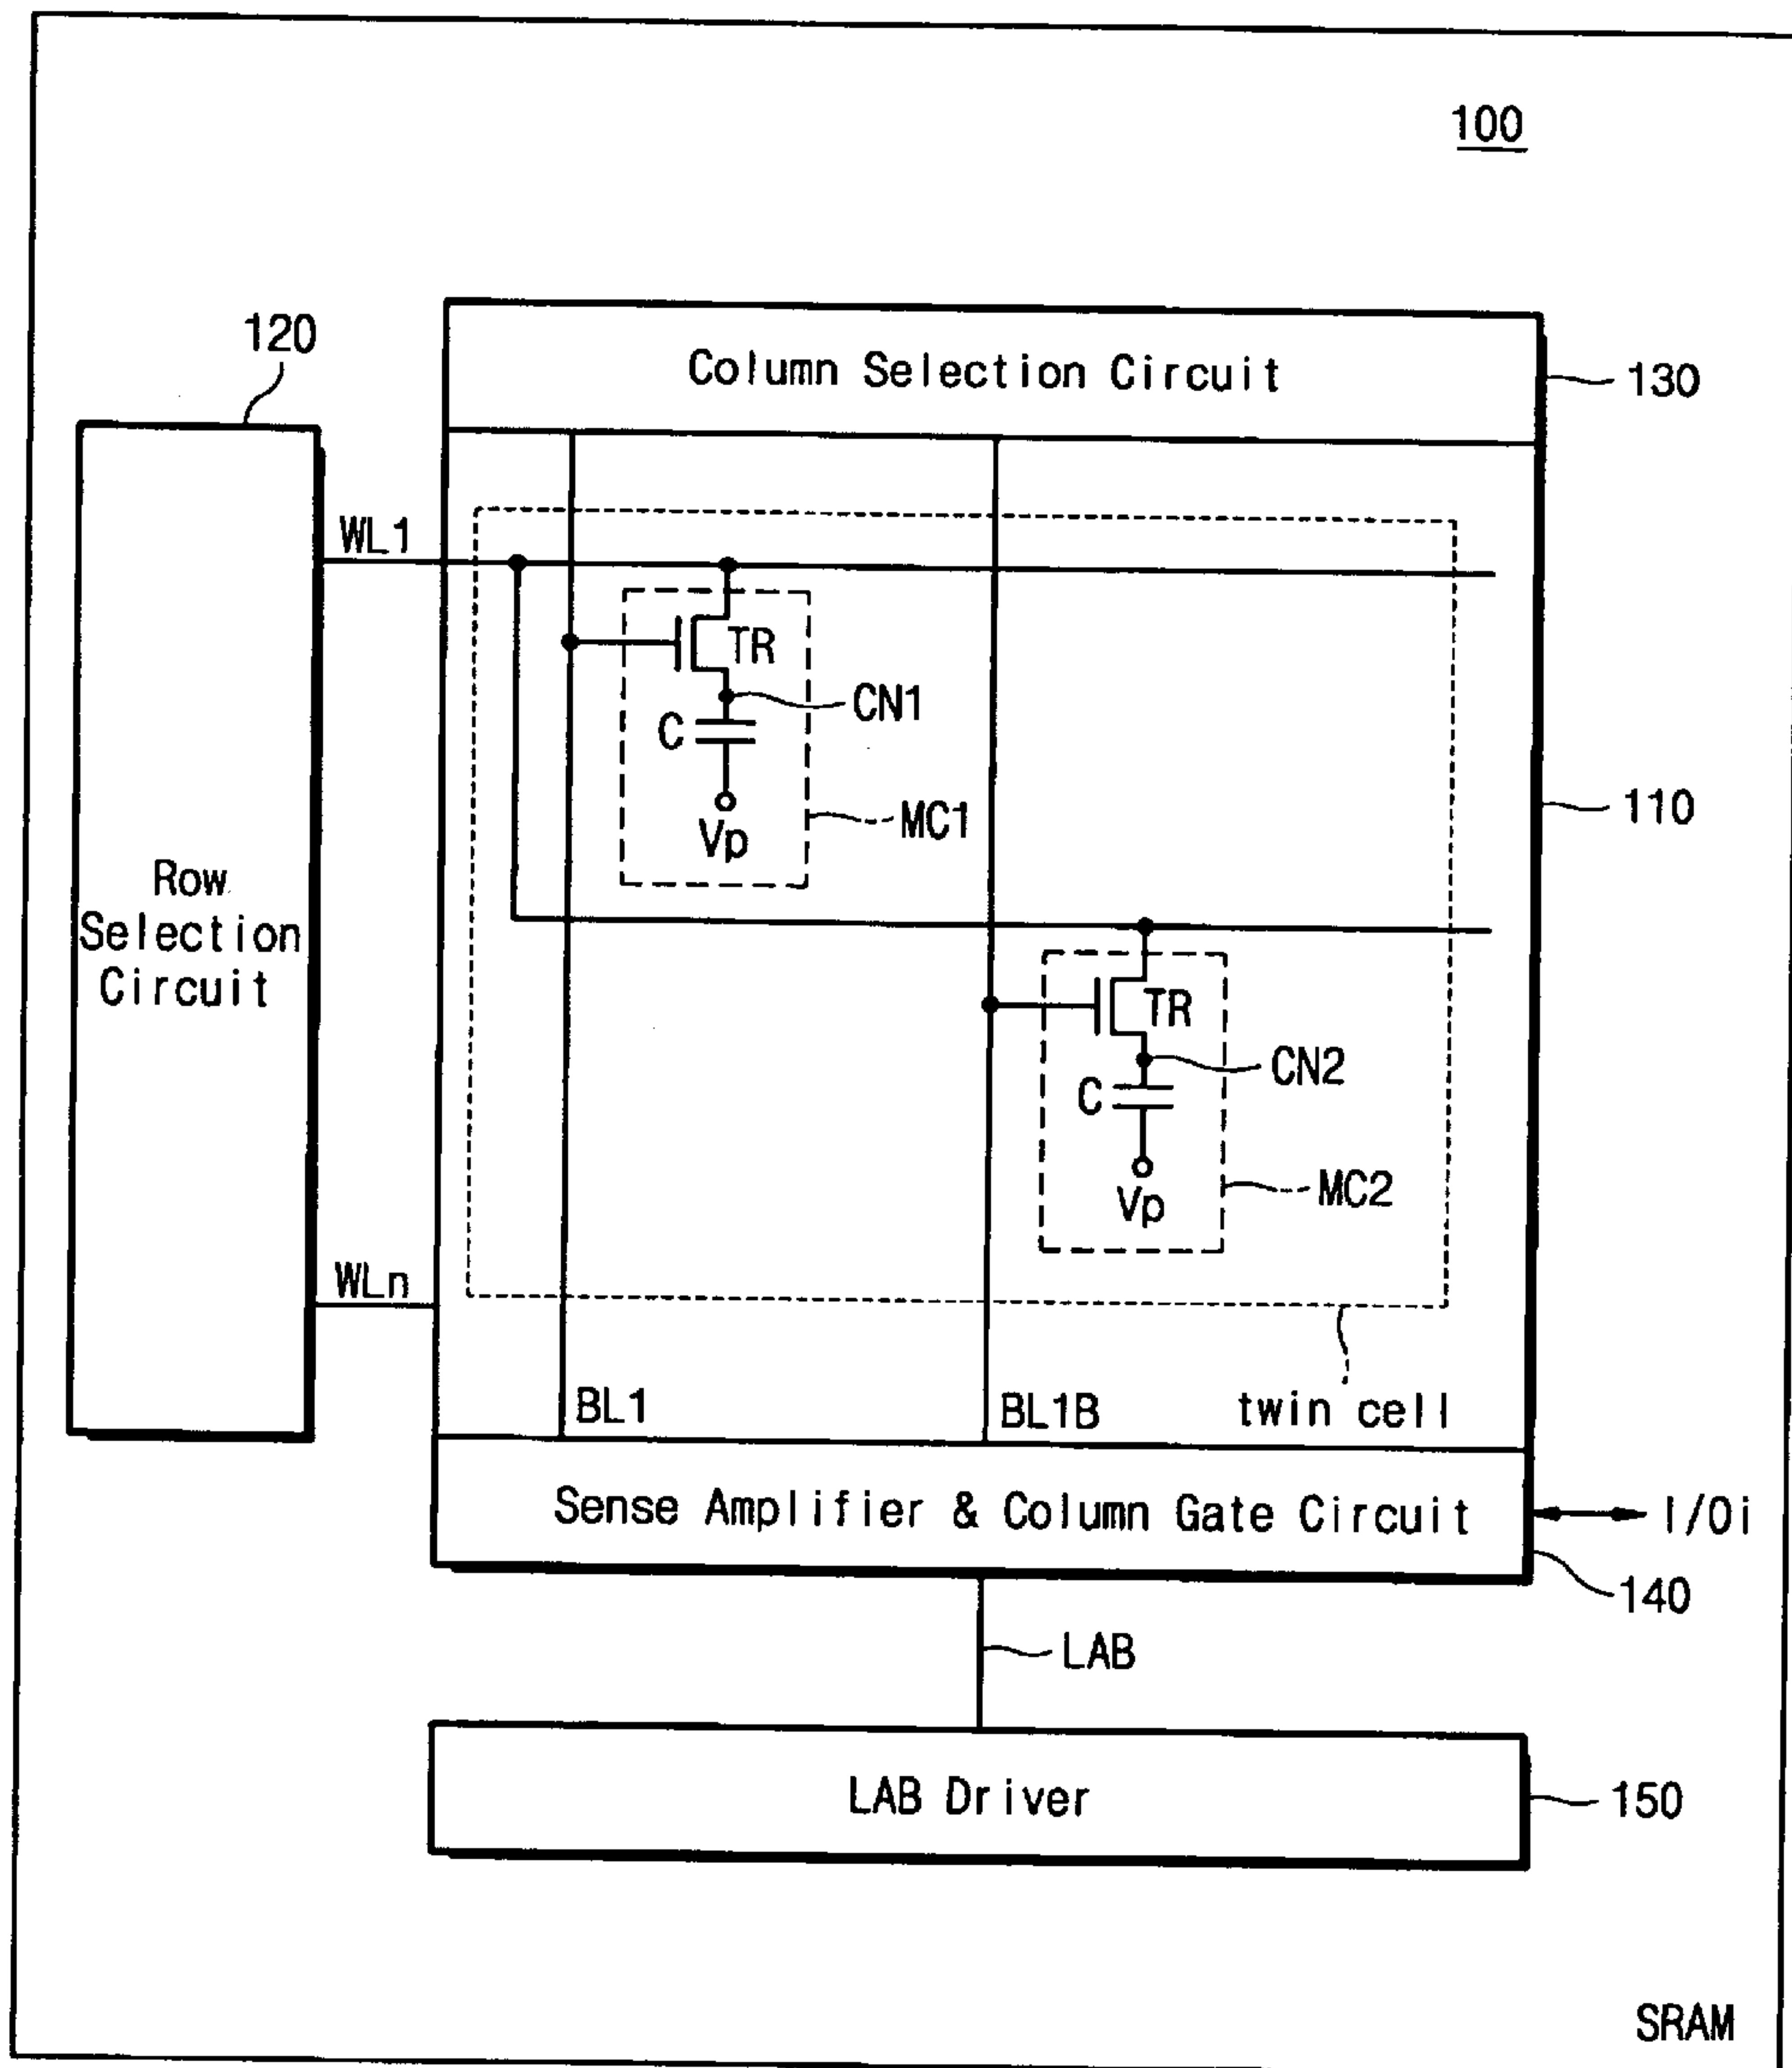 100
120
Column Selection Circuit
130
WL1
TR
CN1
C
Vp
MC1
110
Row
Selection
Circuit
TR
CN2
C
Vp
MC2
WLn
BL1
BL1B
twin cell
Sense Amplifier & Column Gate Circuit
I/Oi
140
LAB
LAB Driver
150
SRAM